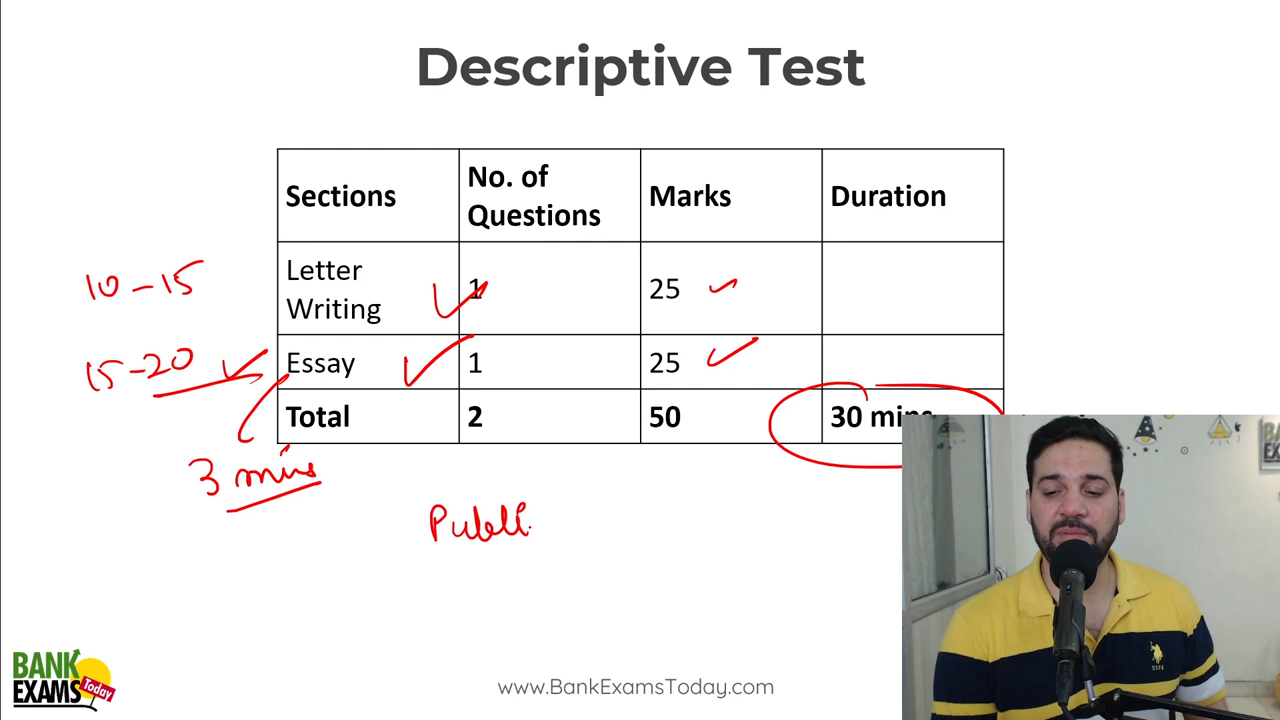 Descriptive Test
Sections No. of Questions Marks Duration
10-15 Letter Writing 1 25
15-20 Essay 1 25
Total 2 50 30 mins
3 mins
BANK
EXAMS
Today
www.BankExamsToday.com
USPA